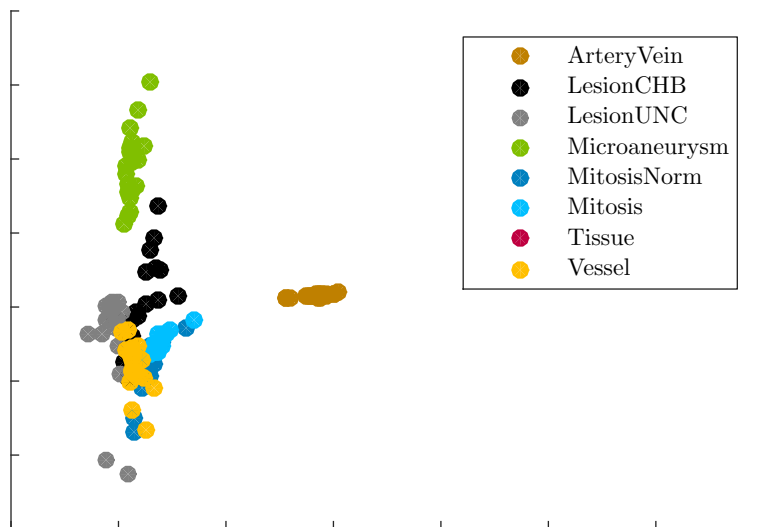 ArteryVein
LesionCHB
LesionUNC
Microaneurysm
MitosisNorm
Mitosis
Tissue
Vessel